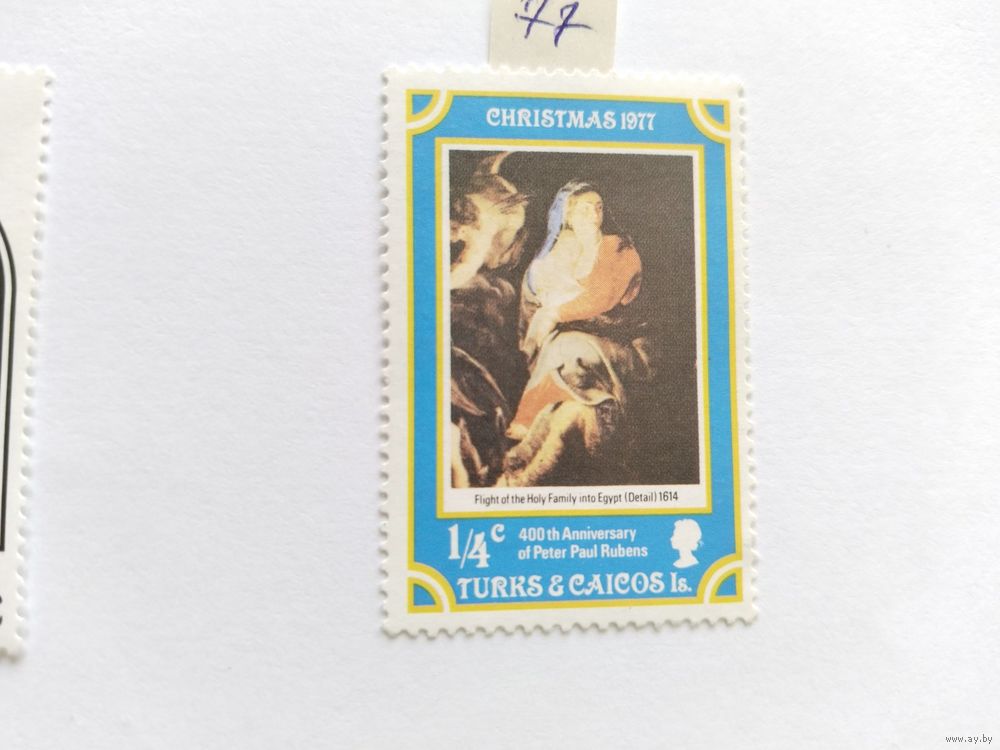 77
CHRISTMAS 1977
Flight of the Holy Family into Egypt (Detail) 1614
1/4c 400th Anniversary
of Peter Paul Rubens
TURKS & CAICOS Is.
www.ay.by